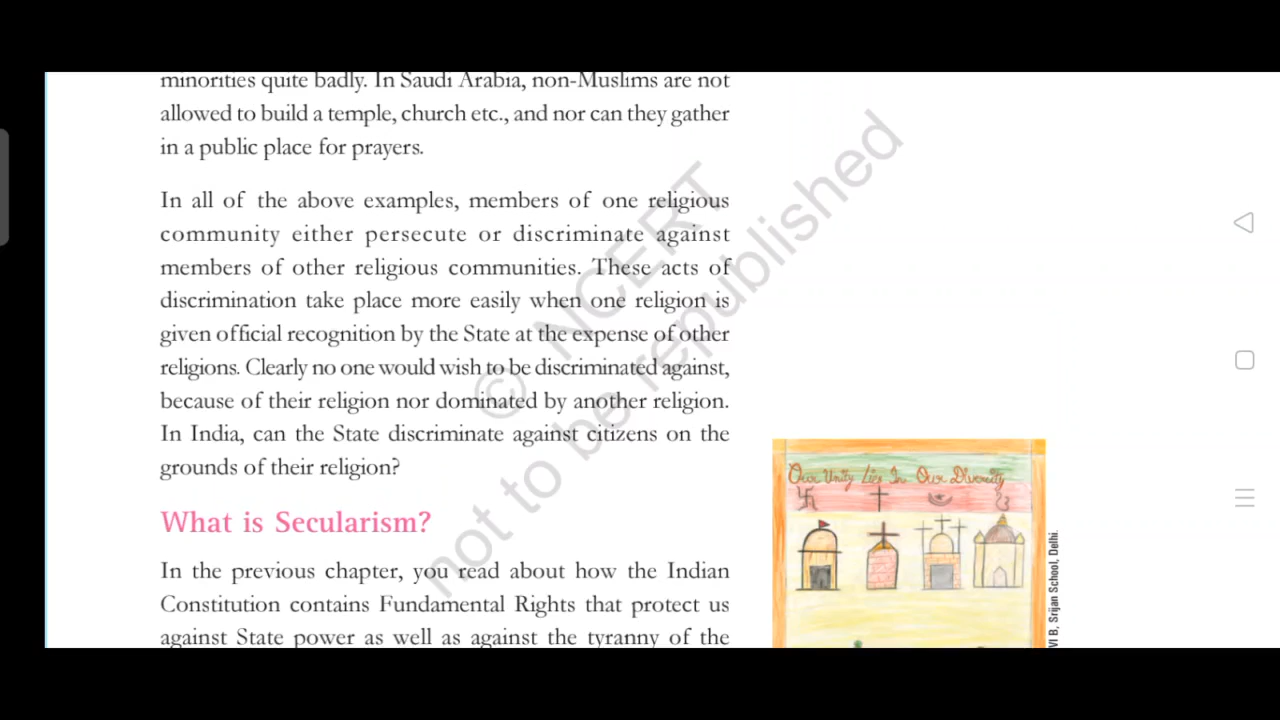 minorities quite badly. In Saudi Arabia, non-Muslims are not
allowed to build a temple, church etc., and nor can they gather
in a public place for prayers.
In all of the above examples, members of one religious
community either persecute or discriminate against
members of other religious communities. These acts of
discrimination take place more easily when one religion is
given official recognition by the State at the expense of other
religions. Clearly no one would wish to be discriminated against,
because of their religion nor dominated by another religion.
In India, can the State discriminate against citizens on the
grounds of their religion?
What is Secularism?
In the previous chapter, you read about how the Indian
Constitution contains Fundamental Rights that protect us
against State power as well as against the tyranny of the
© NCERT
not to be republished
Our Unity Lies In Our Diversity
VI B, Srijan School, Delhi.